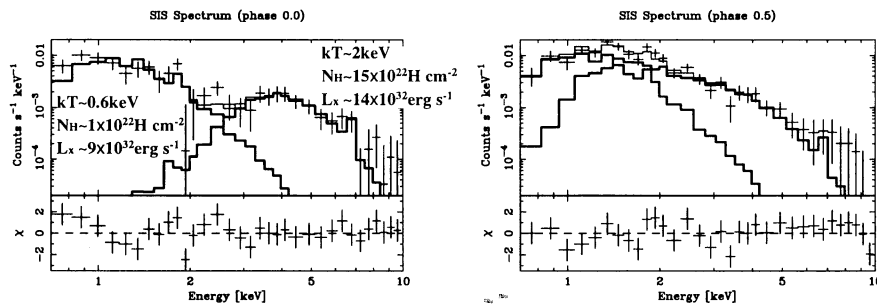 SIS Spectrum (phase 0.0)
Counts s⁻¹ keV⁻¹
0.01
10⁻³
10⁻⁴
kT~0.6keV
NH~1x10²²H cm⁻²
Lx~9x10³²erg s⁻¹
kT~2keV
NH~15x10²²H cm⁻²
Lx~14x10³²erg s⁻¹
χ
2
0
−2
1
2
5
10
Energy [keV]
SIS Spectrum (phase 0.5)
Counts s⁻¹ keV⁻¹
0.01
10⁻³
10⁻⁴
χ
2
0
−2
1
2
5
10
Energy [keV]